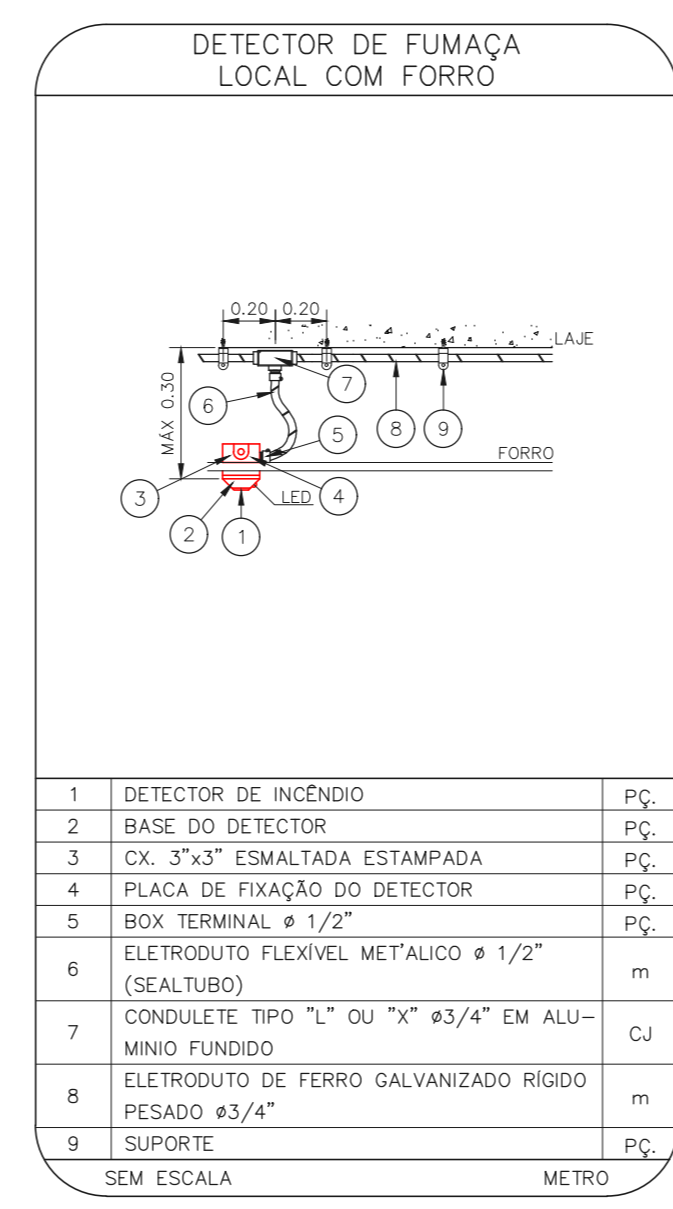 DETECTOR DE FUMAÇA
LOCAL COM FORRO
0.20 0.20
LAJE
MÁX 0.30
7
6
5
8
9
FORRO
3
LED
4
2
1
1 DETECTOR DE INCÊNDIO PÇ.
2 BASE DO DETECTOR PÇ.
3 CX. 3"x3" ESMALTADA ESTAMPADA PÇ.
4 PLACA DE FIXAÇÃO DO DETECTOR PÇ.
5 BOX TERMINAL ø 1/2" PÇ.
6 ELETRODUTO FLEXÍVEL MET'ALICO ø 1/2"
(SEALTUBO) m
7 CONDULETE TIPO "L" OU "X" ø3/4" EM ALU-
MINIO FUNDIDO CJ
8 ELETRODUTO DE FERRO GALVANIZADO RÍGIDO
PESADO ø3/4" m
9 SUPORTE PÇ.
SEM ESCALA METRO